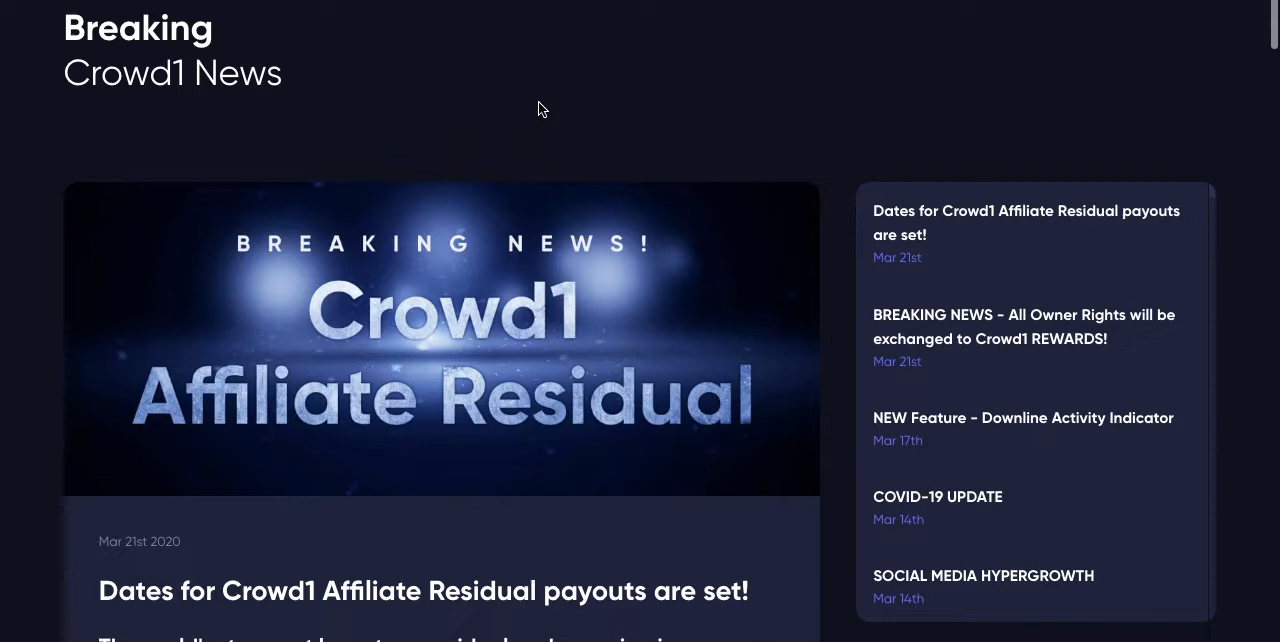 Breaking
Crowd1 News
BREAKING NEWS!
Crowd1
Affiliate Residual
Mar 21st 2020
Dates for Crowd1 Affiliate Residual payouts are set!
Dates for Crowd1 Affiliate Residual payouts
are set!
Mar 21st
BREAKING NEWS - All Owner Rights will be
exchanged to Crowd1 REWARDS!
Mar 21st
NEW Feature - Downline Activity Indicator
Mar 17th
COVID-19 UPDATE
Mar 14th
SOCIAL MEDIA HYPERGROWTH
Mar 14th